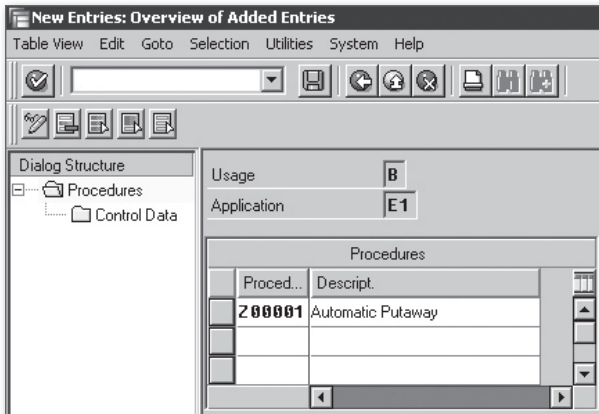 New Entries: Overview of Added Entries
Table View Edit Goto Selection Utilities System Help
Dialog Structure
Procedures
Control Data
Usage B
Application E1
Procedures
Proced... Descript.
Z00001 Automatic Putaway